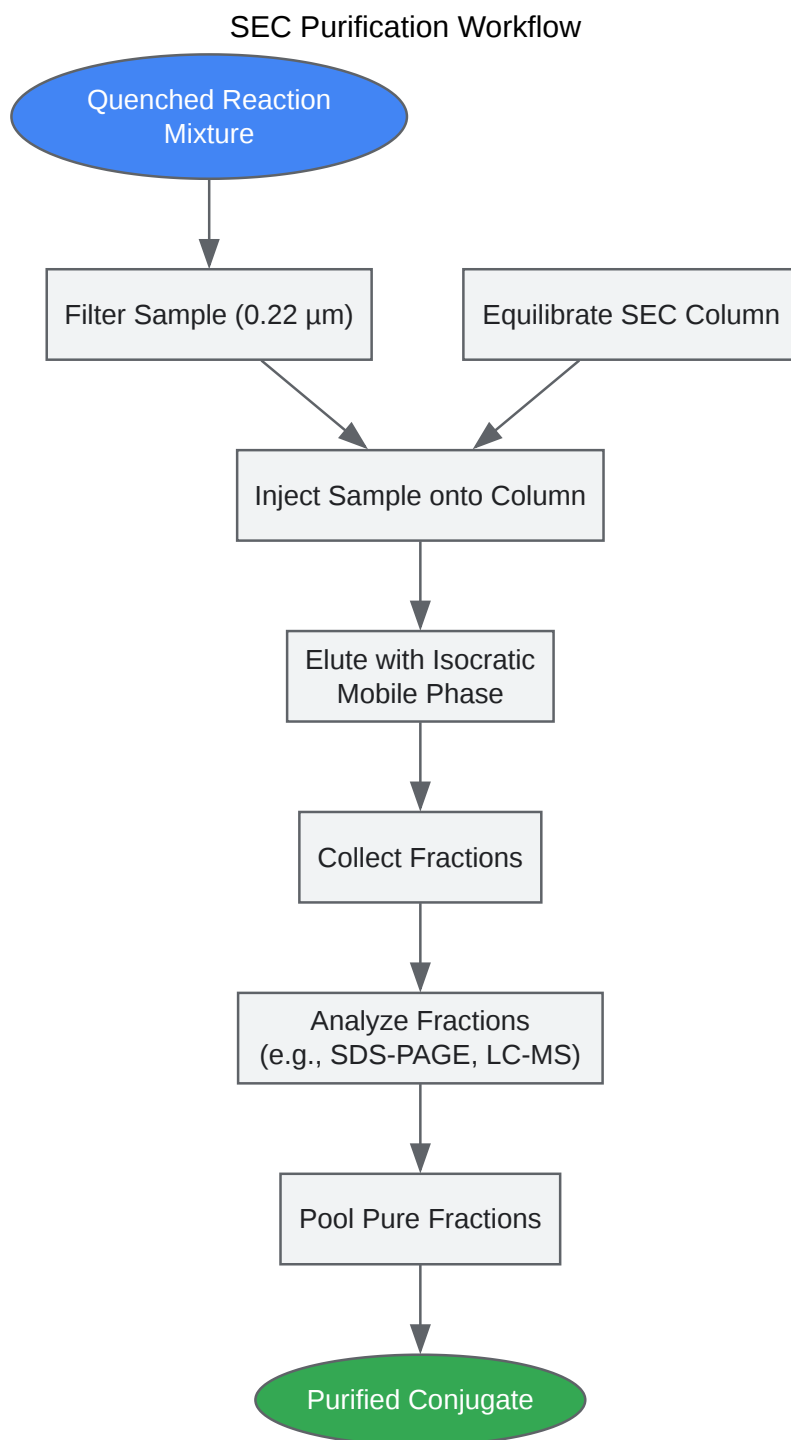 SEC Purification Workflow
Quenched Reaction
Mixture
Filter Sample (0.22 µm)
Equilibrate SEC Column
Inject Sample onto Column
Elute with Isocratic
Mobile Phase
Collect Fractions
Analyze Fractions
(e.g., SDS-PAGE, LC-MS)
Pool Pure Fractions
Purified Conjugate